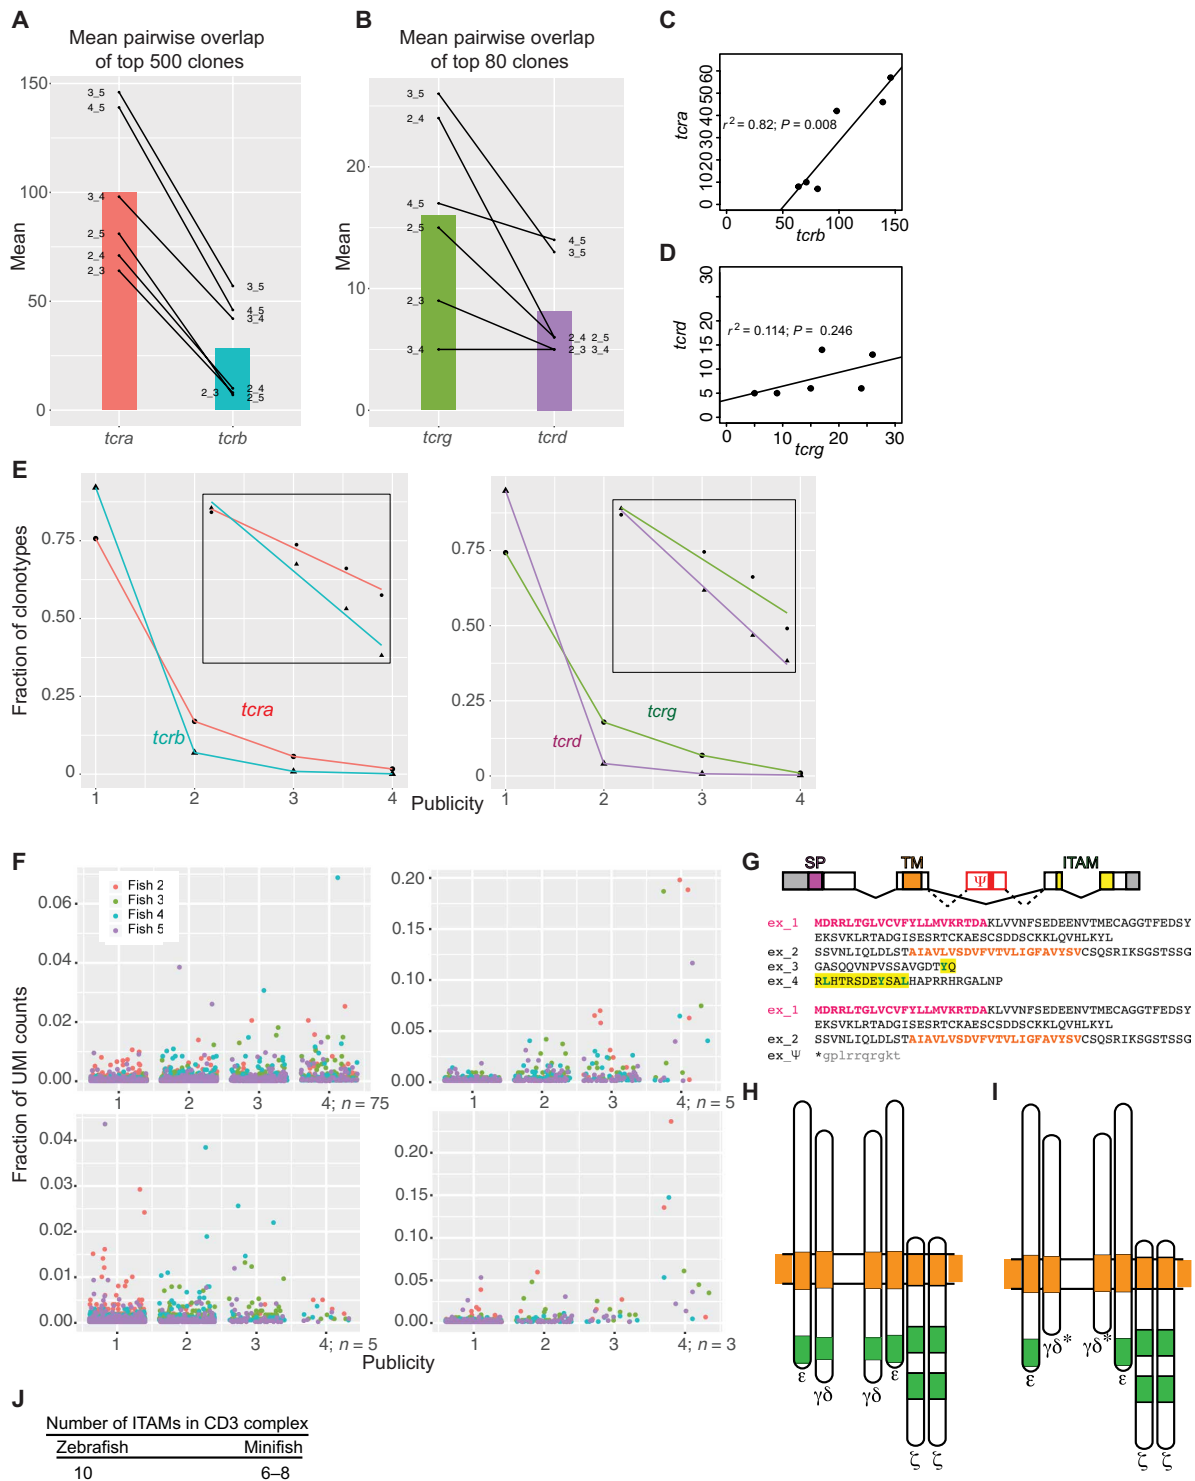 A
Mean pairwise overlap
of top 500 clones
150
100
50
0
Mean
3_5
4_5
3_4
2_5
2_4
2_3
3_5
4_5
3_4
2_3
2_4
2_5
tcra
tcrb
B
Mean pairwise overlap
of top 80 clones
20
10
0
Mean
3_5
2_4
4_5
2_5
2_3
3_4
4_5
3_5
2_4 2_5
2_3 3_4
tcrg
tcrd
C
tcra
0 10 20 30 40 50 60
r² = 0.82; P = 0.008
0 50 100 150
tcrb
D
tcrd
0 5 10 15 20 30
r² = 0.114; P = 0.246
0 10 20 30
tcrg
E
Fraction of clonotypes
0.75
0.50
0.25
0
tcra
tcrb
1 2 3 4
0.75
0.50
0.25
0
tcrg
tcrd
1 2 3 4
Publicity
F
Fraction of UMI counts
Fish 2
Fish 3
Fish 4
Fish 5
0.06
0.04
0.02
0.00
1 2 3 4; n = 75
0.20
0.15
0.10
0.05
0.00
1 2 3 4; n = 5
0.04
0.03
0.02
0.01
0.00
1 2 3 4; n = 5
0.20
0.15
0.10
0.05
0.00
1 2 3 4; n = 3
Publicity
G
SP TM Ψ ITAM
ex_1 MDRRLTGLVCVFYLLMVKRTDAKLVVNFSEDEENVTMECAGGTFEDSY
EKSVKLRTADGISESRTCKAESCSDDSCKKLQVHLKYL
ex_2 SSVNLIQLDLSTAIAVLVSDVFVTVLIGFAVYSVCSQSRIKSGSTSSG
ex_3 GASQQVNPVSSAVGDTYQ
ex_4 RLHTRSDEYSALHAPRRHRGALNP
ex_1 MDRRLTGLVCVFYLLMVKRTDAKLVVNFSEDEENVTMECAGGTFEDSY
EKSVKLRTADGISESRTCKAESCSDDSCKKLQVHLKYL
ex_2 SSVNLIQLDLSTAIAVLVSDVFVTVLIGFAVYSVCSQSRIKSGSTSSG
ex_Ψ *gplrrqrgkt
H
ε γδ γδ ε ζ ζ
I
ε γδ* γδ* ε ζ ζ
J
Number of ITAMs in CD3 complex
Zebrafish Minifish
10 6–8